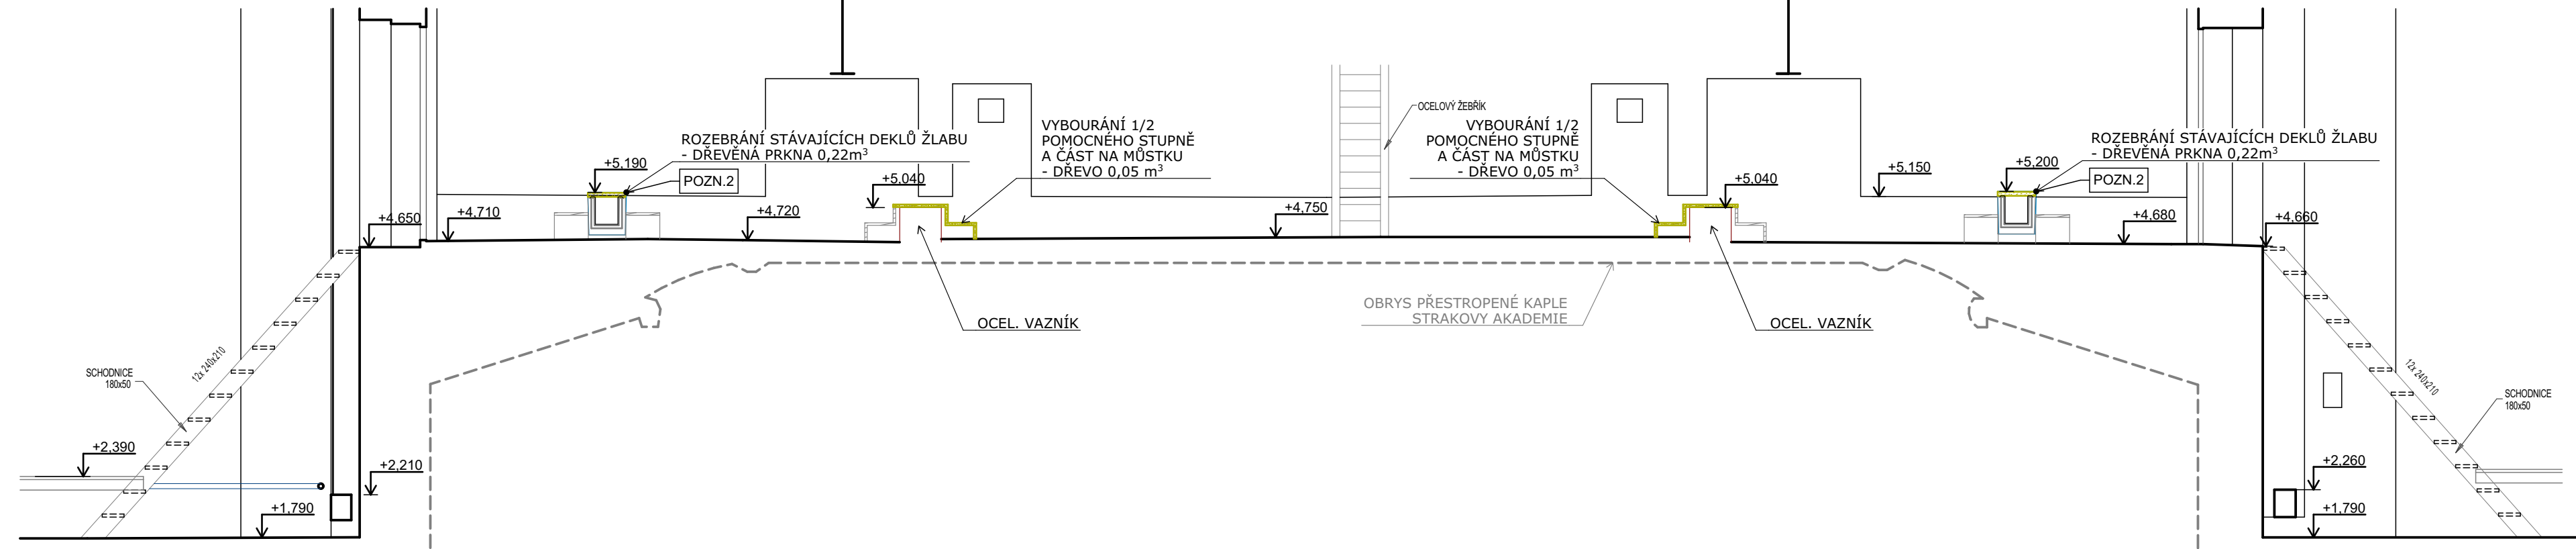 OCELOVÝ ŽEBŘÍK
ROZEBRÁNÍ STÁVAJÍCÍCH DEKLŮ ŽLABU
- DŘEVĚNÁ PRKNA 0,22m³
VYBOURÁNÍ 1/2
POMOCNÉHO STUPNĚ
A ČÁST NA MŮSTKU
- DŘEVO 0,05 m³
VYBOURÁNÍ 1/2
POMOCNÉHO STUPNĚ
A ČÁST NA MŮSTKU
- DŘEVO 0,05 m³
ROZEBRÁNÍ STÁVAJÍCÍCH DEKLŮ ŽLABU
- DŘEVĚNÁ PRKNA 0,22m³
+5,190
POZN.2
+5,040
+5,040
+5,150
+5,200
POZN.2
+4,650
+4,710
+4,720
+4,750
+4,680
+4,660
OBRYS PŘESTROPENÉ KAPLE
STRAKOVY AKADEMIE
OCEL. VAZNÍK
OCEL. VAZNÍK
12x 240x210
SCHODNICE
180x50
12x 240x210
SCHODNICE
180x50
+2,390
+2,210
+1,790
+2,260
+1,790